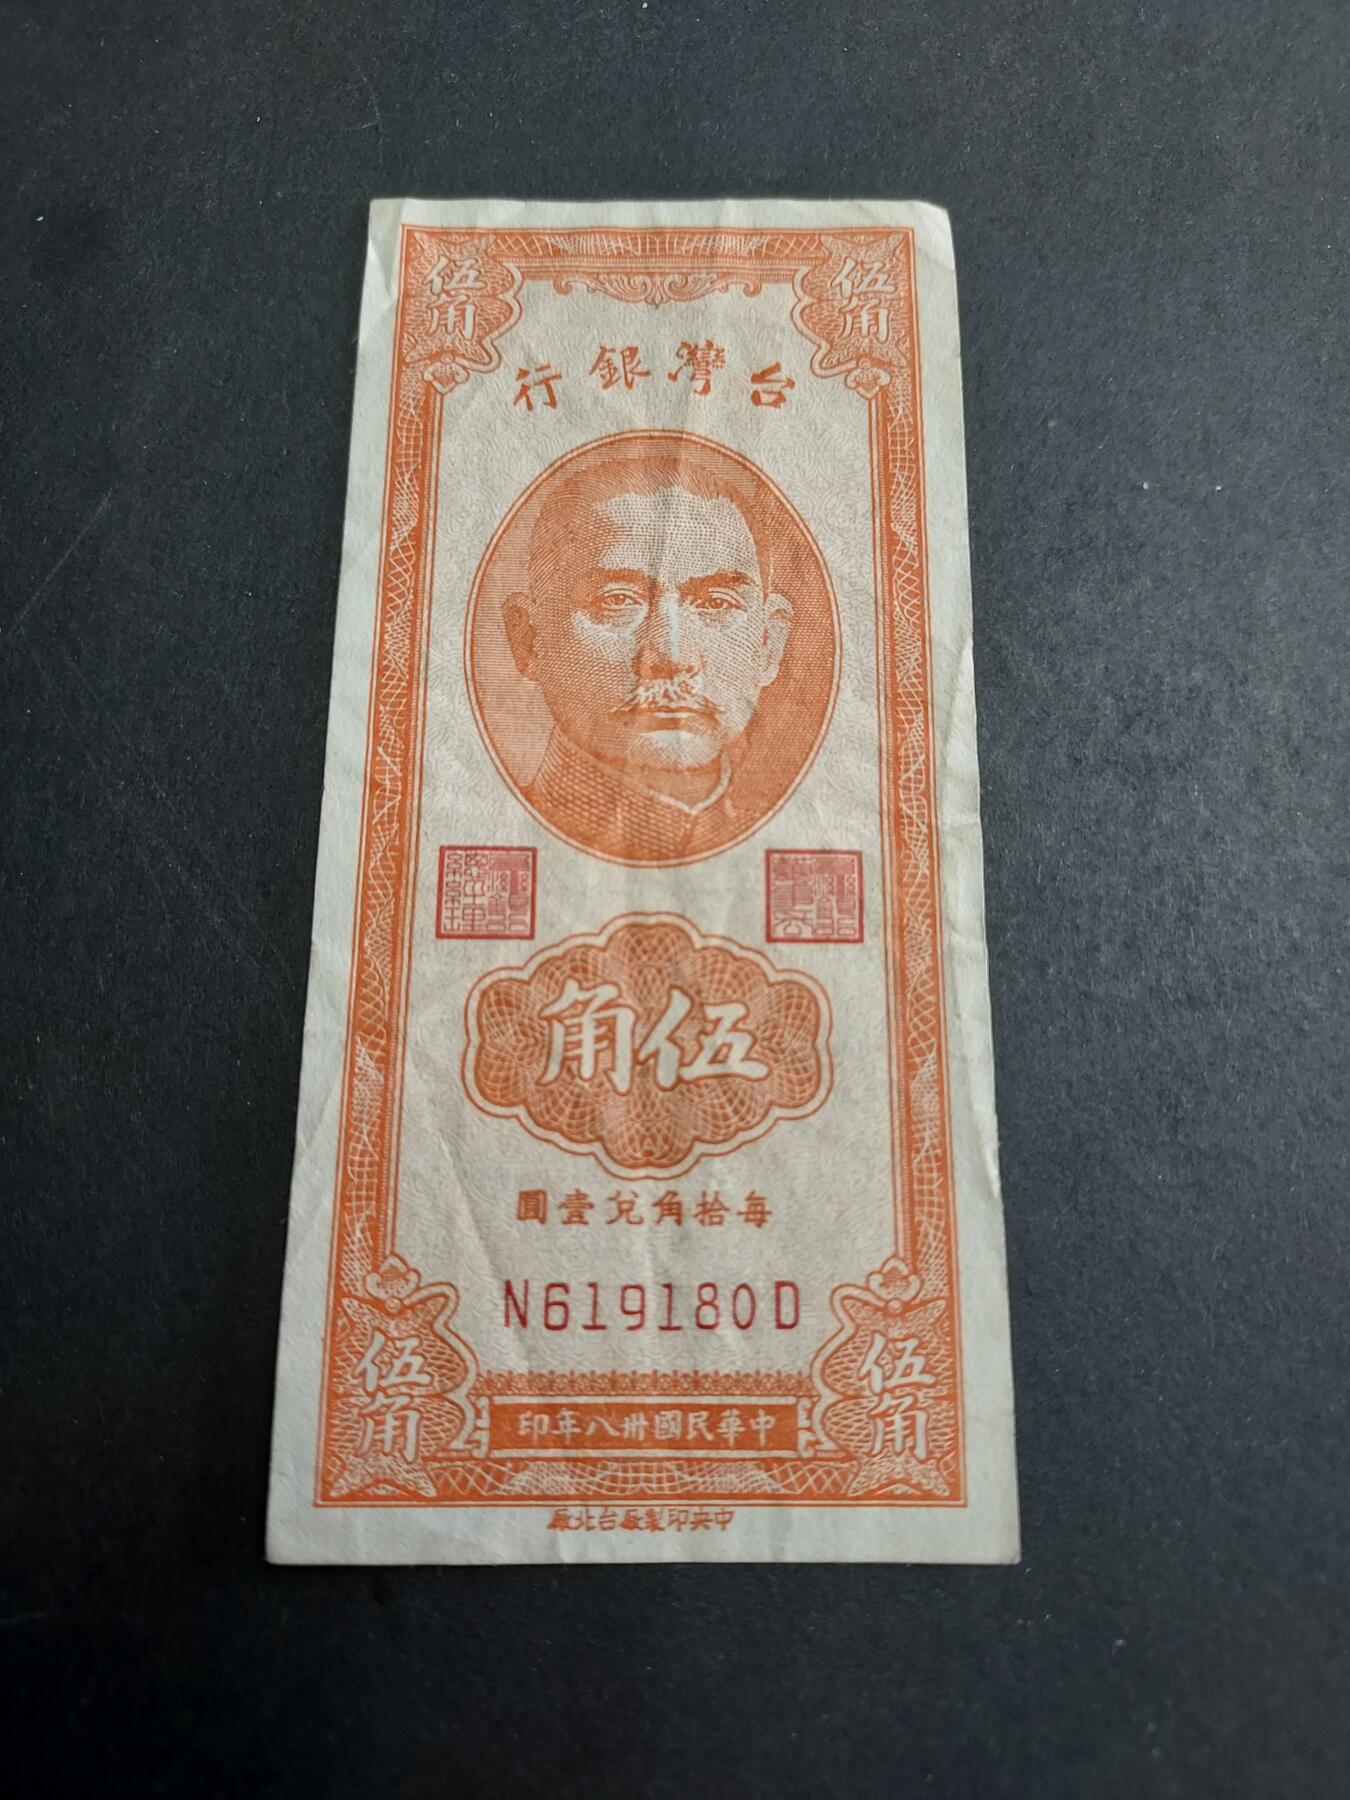 伍角
伍角
台灣銀行
伍角
每拾角兌壹圓
N619180D
伍角
伍角
中華民國卅八年印
中央印製廠台北廠